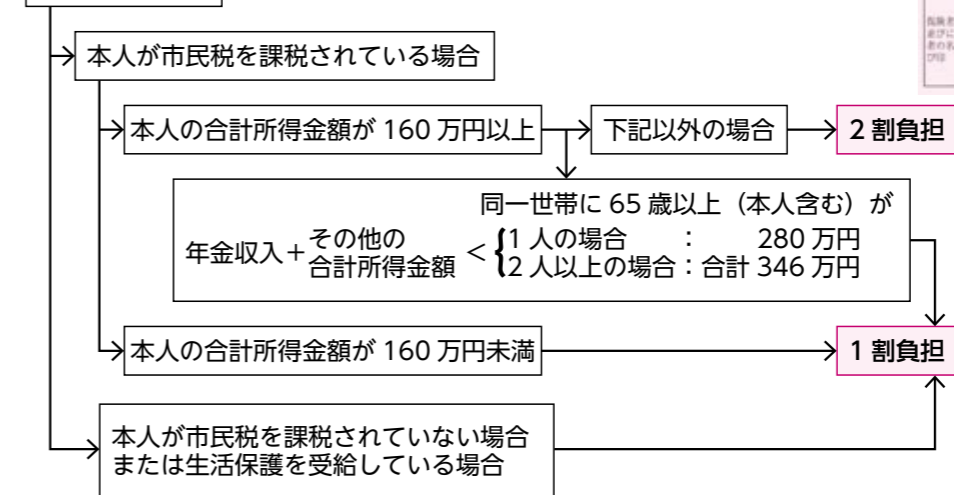 本人が市民税を課税されている場合
本人の合計所得金額が 160 万円以上
下記以外の場合
2 割負担
同一世帯に 65 歳以上(本人含む)が
年金収入+その他の合計所得金額 <
1 人の場合 : 280 万円
2 人以上の場合:合計 346 万円
本人の合計所得金額が 160 万円未満
1 割負担
本人が市民税を課税されていない場合
または生活保護を受給している場合